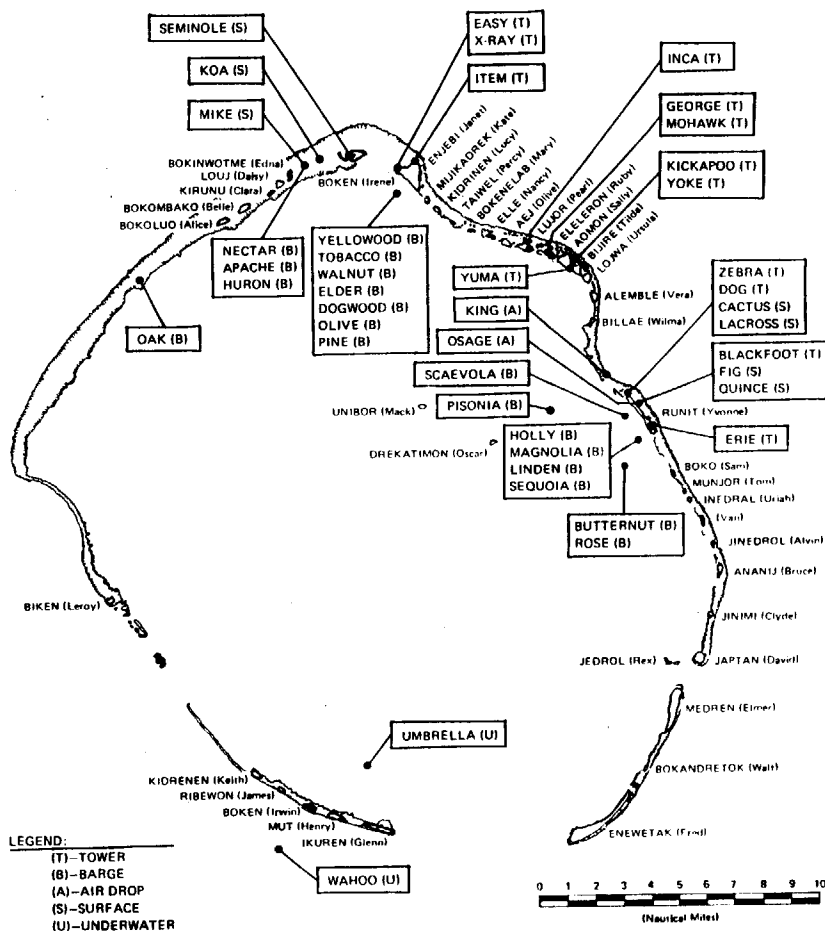 SEMINOLE (S)
KOA (S)
MIKE (S)
EASY (T)
X-RAY (T)
ITEM (T)
INCA (T)
GEORGE (T)
MOHAWK (T)
KICKAPOO (T)
YOKE (T)
BOKINWOTME (Edna)
LOUJ (Daisy)
KIRUNU (Clara)
BOKOMBAKO (Belle)
BOKOLUO (Alice)
BOKEN (Irene)
ENJEBI (Janet)
MIJIKADREK (Kate)
KIDRINEN (Lucy)
TAIWEL (Percy)
BOKENELAB (Mary)
ELLE (Nancy)
AEJ (Olive)
LUJOR (Pearl)
ELELERON (Ruby)
AOMON (Sally)
BIJIRE (Tilda)
LOJWA (Ursula)
ALEMBLE (Vera)
BILLAE (Wilma)
NECTAR (B)
APACHE (B)
HURON (B)
YELLOWOOD (B)
TOBACCO (B)
WALNUT (B)
ELDER (B)
DOGWOOD (B)
OLIVE (B)
PINE (B)
OAK (B)
YUMA (T)
KING (A)
OSAGE (A)
SCAEVOLA (B)
PISONIA (B)
ZEBRA (T)
DOG (T)
CACTUS (S)
LACROSS (S)
BLACKFOOT (T)
FIG (S)
QUINCE (S)
UNIBOR (Mack)
RUNIT (Yvonne)
ERIE (T)
DREKATIMON (Oscar)
HOLLY (B)
MAGNOLIA (B)
LINDEN (B)
SEQUOIA (B)
BUTTERNUT (B)
ROSE (B)
BOKO (Sam)
MUNJOR (Tom)
INEDRAL (Uriah)
(Van)
JINEDROL (Alvin)
ANANIJ (Bruce)
JINIMI (Clyde)
JEDROL (Rex)
JAPTAN (David)
BIKEN (Leroy)
MEDREN (Elmer)
UMBRELLA (U)
BOKANDRETOK (Walt)
KIDRENEN (Keith)
RIBEWON (James)
BOKEN (Irwin)
MUT (Henry)
IKUREN (Glenn)
ENEWETAK (Fred)
WAHOO (U)
LEGEND:
(T)–TOWER
(B)–BARGE
(A)–AIR DROP
(S)–SURFACE
(U)–UNDERWATER
0 1 2 3 4 5 6 7 8 9 10
(Nautical Miles)